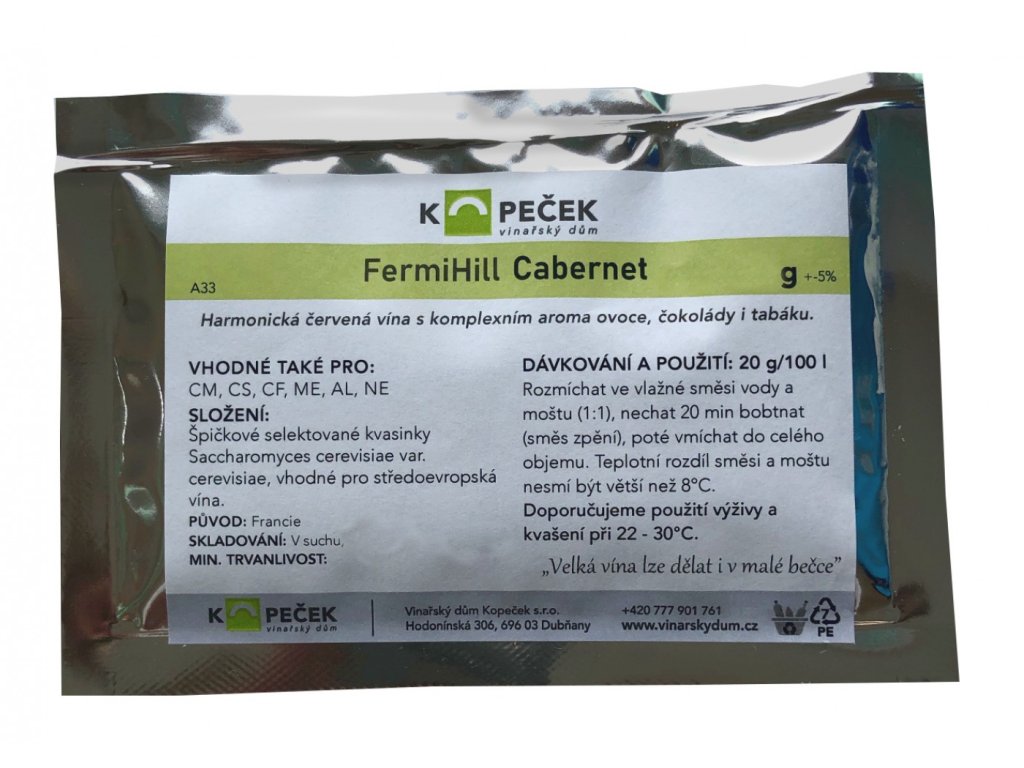 KOPEČEK
vinařský dům
FermiHill Cabernet
A33
g +-5%
Harmonická červená vína s komplexním aroma ovoce, čokolády i tabáku.
VHODNÉ TAKÉ PRO:
CM, CS, CF, ME, AL, NE
SLOŽENÍ:
Špičkové selektované kvasinky
Saccharomyces cerevisiae var.
cerevisiae, vhodné pro středoevropská
vína.
PŮVOD: Francie
SKLADOVÁNÍ: V suchu,
MIN. TRVANLIVOST:
DÁVKOVÁNÍ A POUŽITÍ: 20 g/100 l
Rozmíchat ve vlažné směsi vody a
moštu (1:1), nechat 20 min bobtnat
(směs zpění), poté vmíchat do celého
objemu. Teplotní rozdíl směsi a moštu
nesmí být větší než 8°C.
Doporučujeme použití výživy a
kvašení při 22 - 30°C.
„Velká vína lze dělat i v malé bečce"
KOPEČEK
vinařský dům
Vinařský dům Kopeček s.r.o.
Hodonínská 306, 696 03 Dubňany
+420 777 901 761
www.vinarskydum.cz
PE